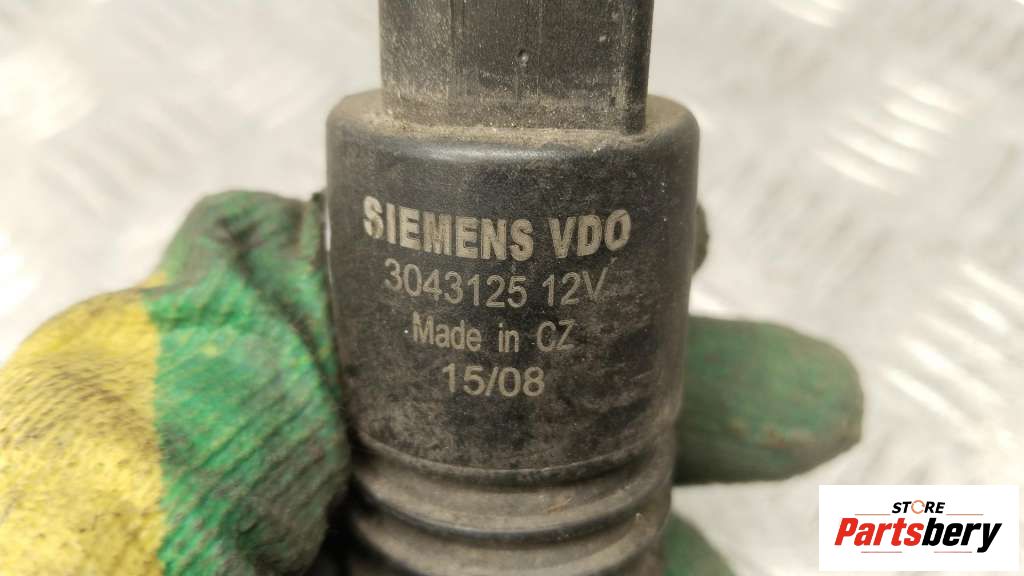 SIEMENS VDO
3043125 12V
Made in CZ
15/08
STORE
Partsbery